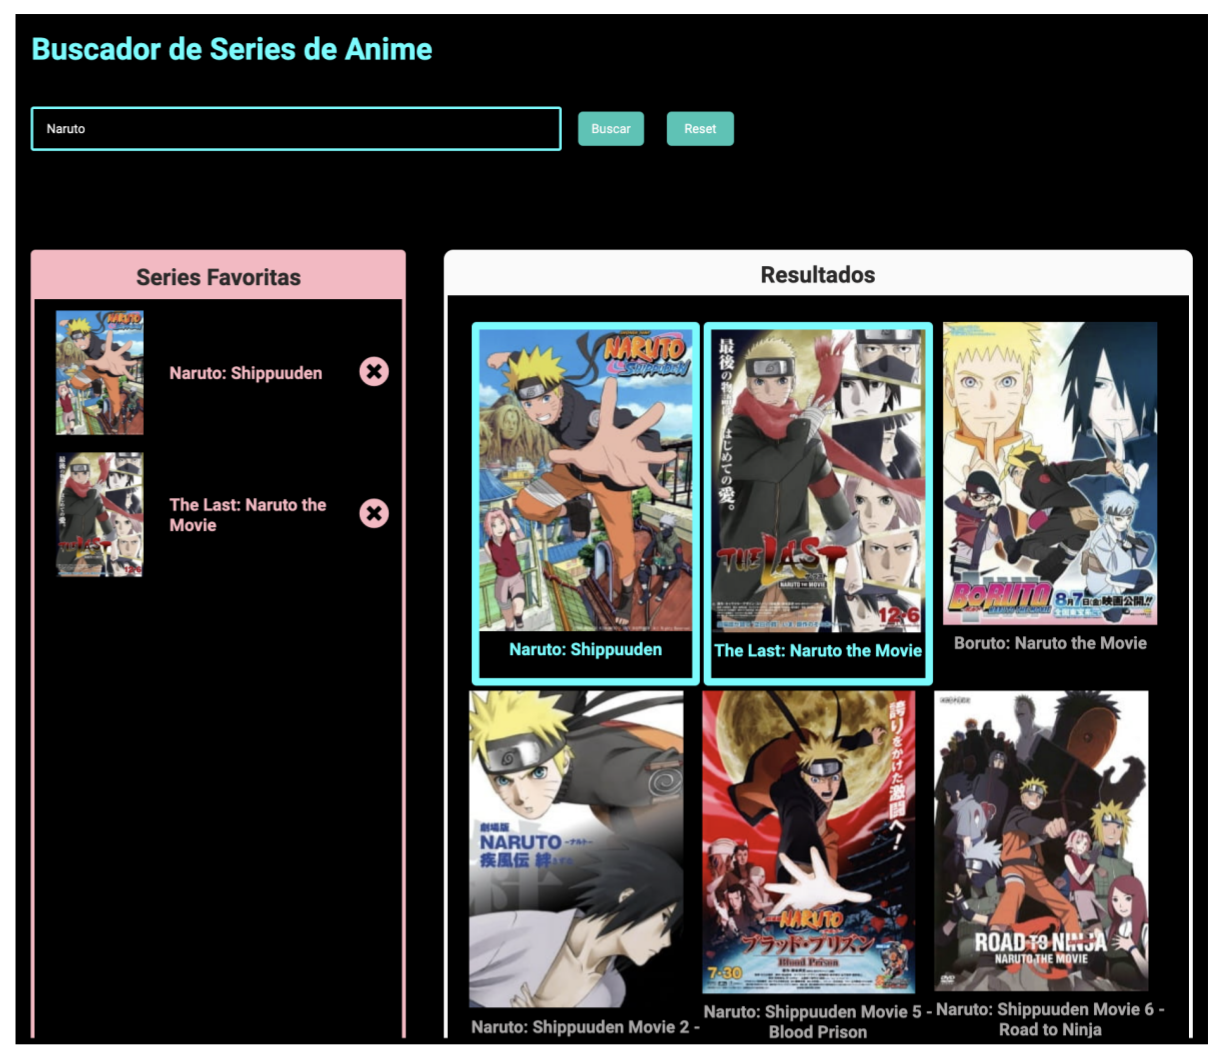 Buscador de Series de Anime
Naruto
Buscar
Reset
Series Favoritas
Naruto: Shippuuden
The Last: Naruto the
Movie
Resultados
NARUTO
SHIPPUDEN
Naruto: Shippuuden
最後の物語はじめての愛。
THE LAST
NARUTO THE MOVIE
12·6
The Last: Naruto the Movie
BORUTO
8月7日(金)映画公開!!
Boruto: Naruto the Movie
劇場版
NARUTO -ナルト-
疾風伝 絆
Naruto: Shippuuden Movie 2 -
誇りをかけた激闘へ!
NARUTO
ブラッド・プリズン
Blood Prison
7-30
Naruto: Shippuuden Movie 5 -
Blood Prison
ROAD TO NINJA
NARUTO THE MOVIE
Naruto: Shippuuden Movie 6 -
Road to Ninja